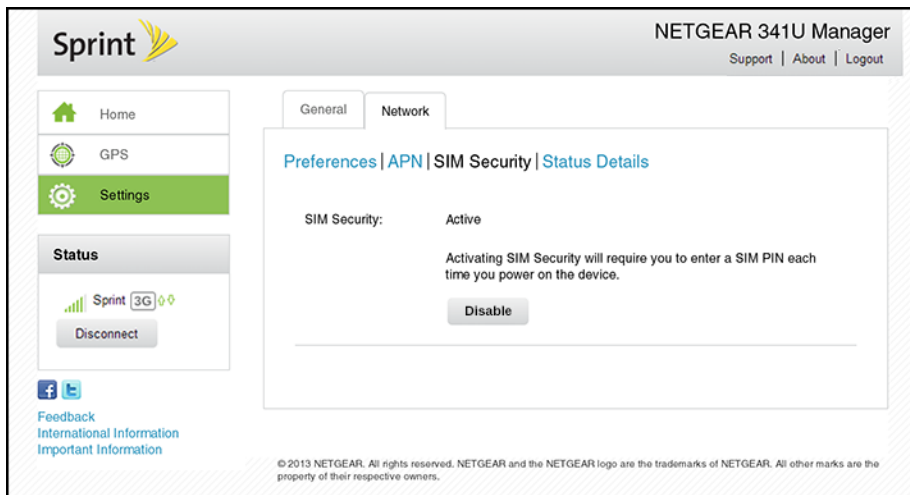 Sprint
NETGEAR 341U Manager
Support | About | Logout
Home
GPS
Settings
Status
Sprint 3G
Disconnect
Feedback
International Information
Important Information
General
Network
Preferences | APN | SIM Security | Status Details
SIM Security: Active
Activating SIM Security will require you to enter a SIM PIN each
time you power on the device.
Disable
© 2013 NETGEAR. All rights reserved. NETGEAR and the NETGEAR logo are the trademarks of NETGEAR. All other marks are the
property of their respective owners.